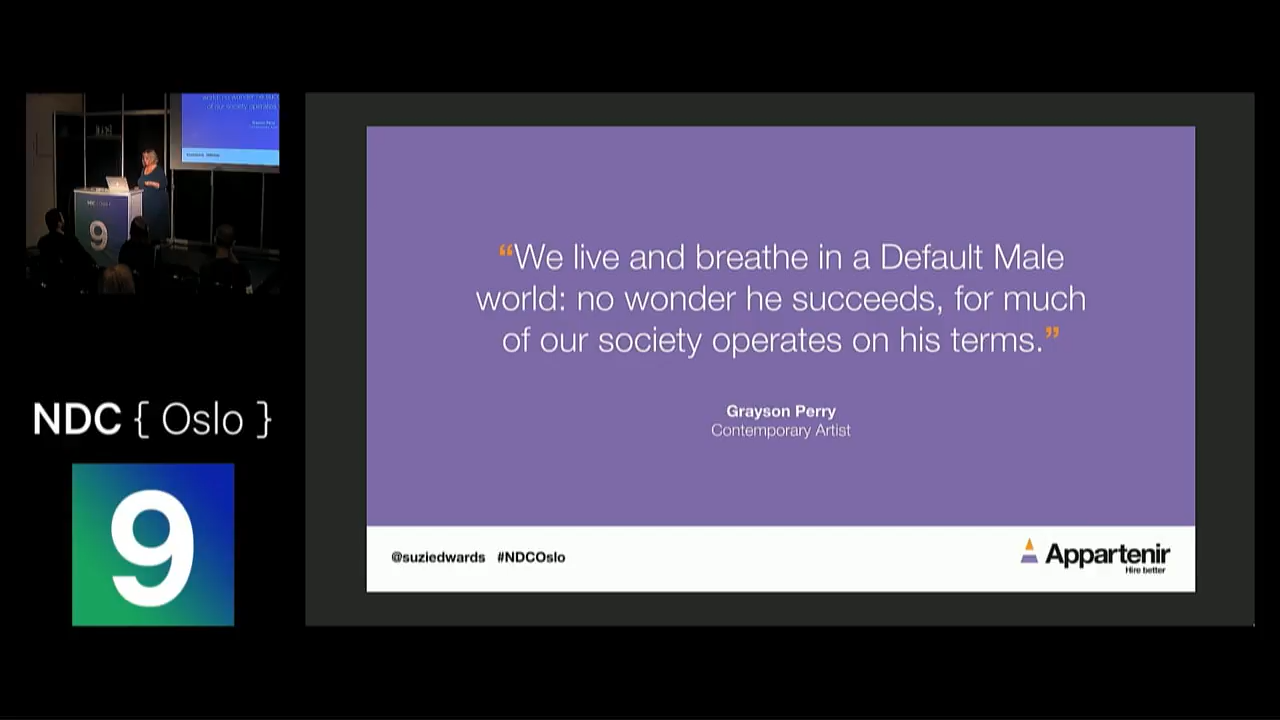 NDC { Oslo }
9
“We live and breathe in a Default Male
world: no wonder he succeeds, for much
of our society operates on his terms.”
Grayson Perry
Contemporary Artist
@suziedwards #NDCOslo
Appartenir
Hire better
9